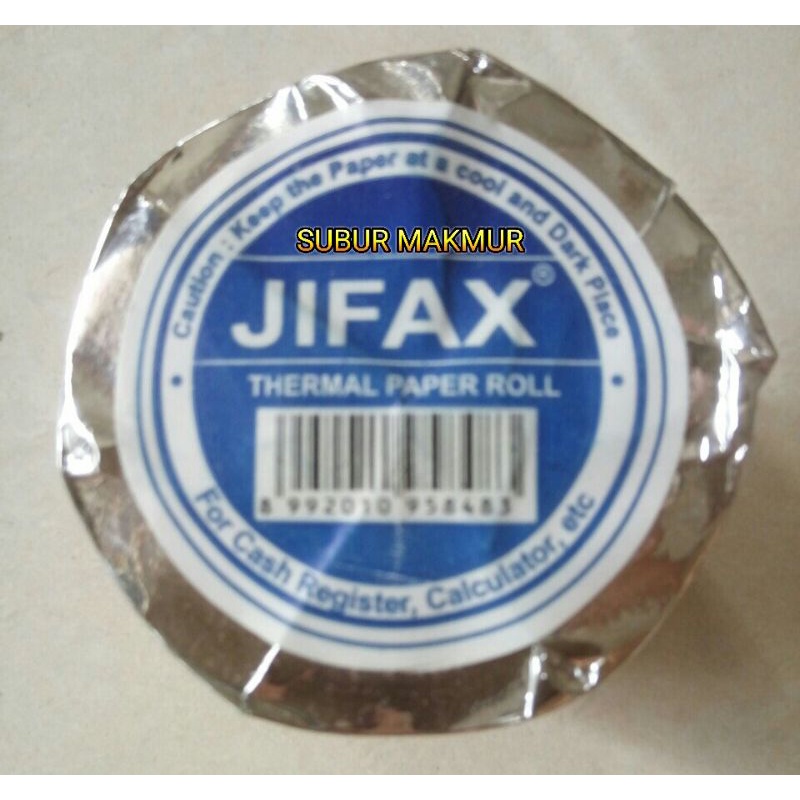 Caution : Keep the Paper at a cool and Dark Place
SUBUR MAKMUR
JIFAX®
THERMAL PAPER ROLL
8 992010 958483
For Cash Register, Calculator, etc